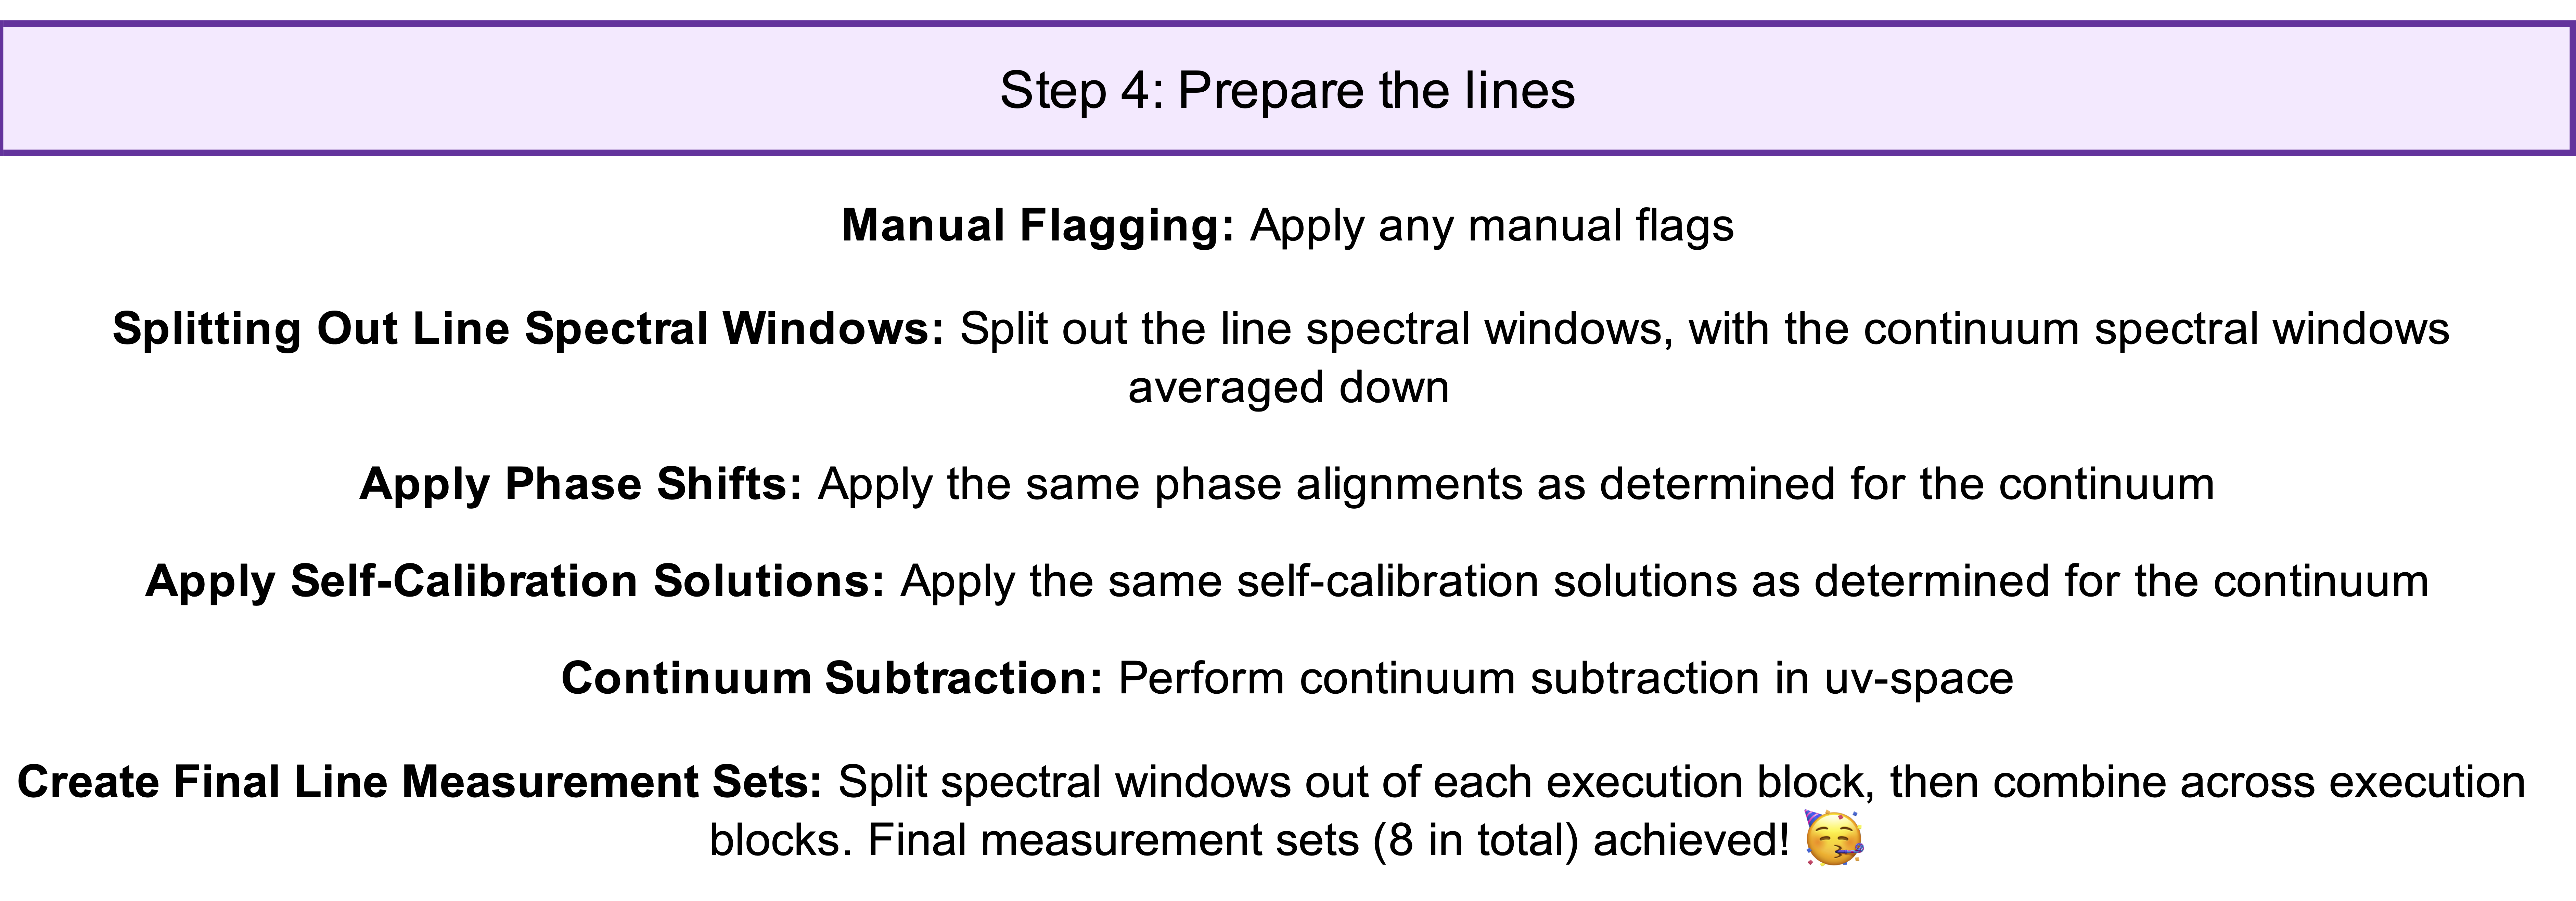 Step 4: Prepare the lines
Manual Flagging: Apply any manual flags
Splitting Out Line Spectral Windows: Split out the line spectral windows, with the continuum spectral windows
averaged down
Apply Phase Shifts: Apply the same phase alignments as determined for the continuum
Apply Self-Calibration Solutions: Apply the same self-calibration solutions as determined for the continuum
Continuum Subtraction: Perform continuum subtraction in uv-space
Create Final Line Measurement Sets: Split spectral windows out of each execution block, then combine across execution
blocks. Final measurement sets (8 in total) achieved! 🥳